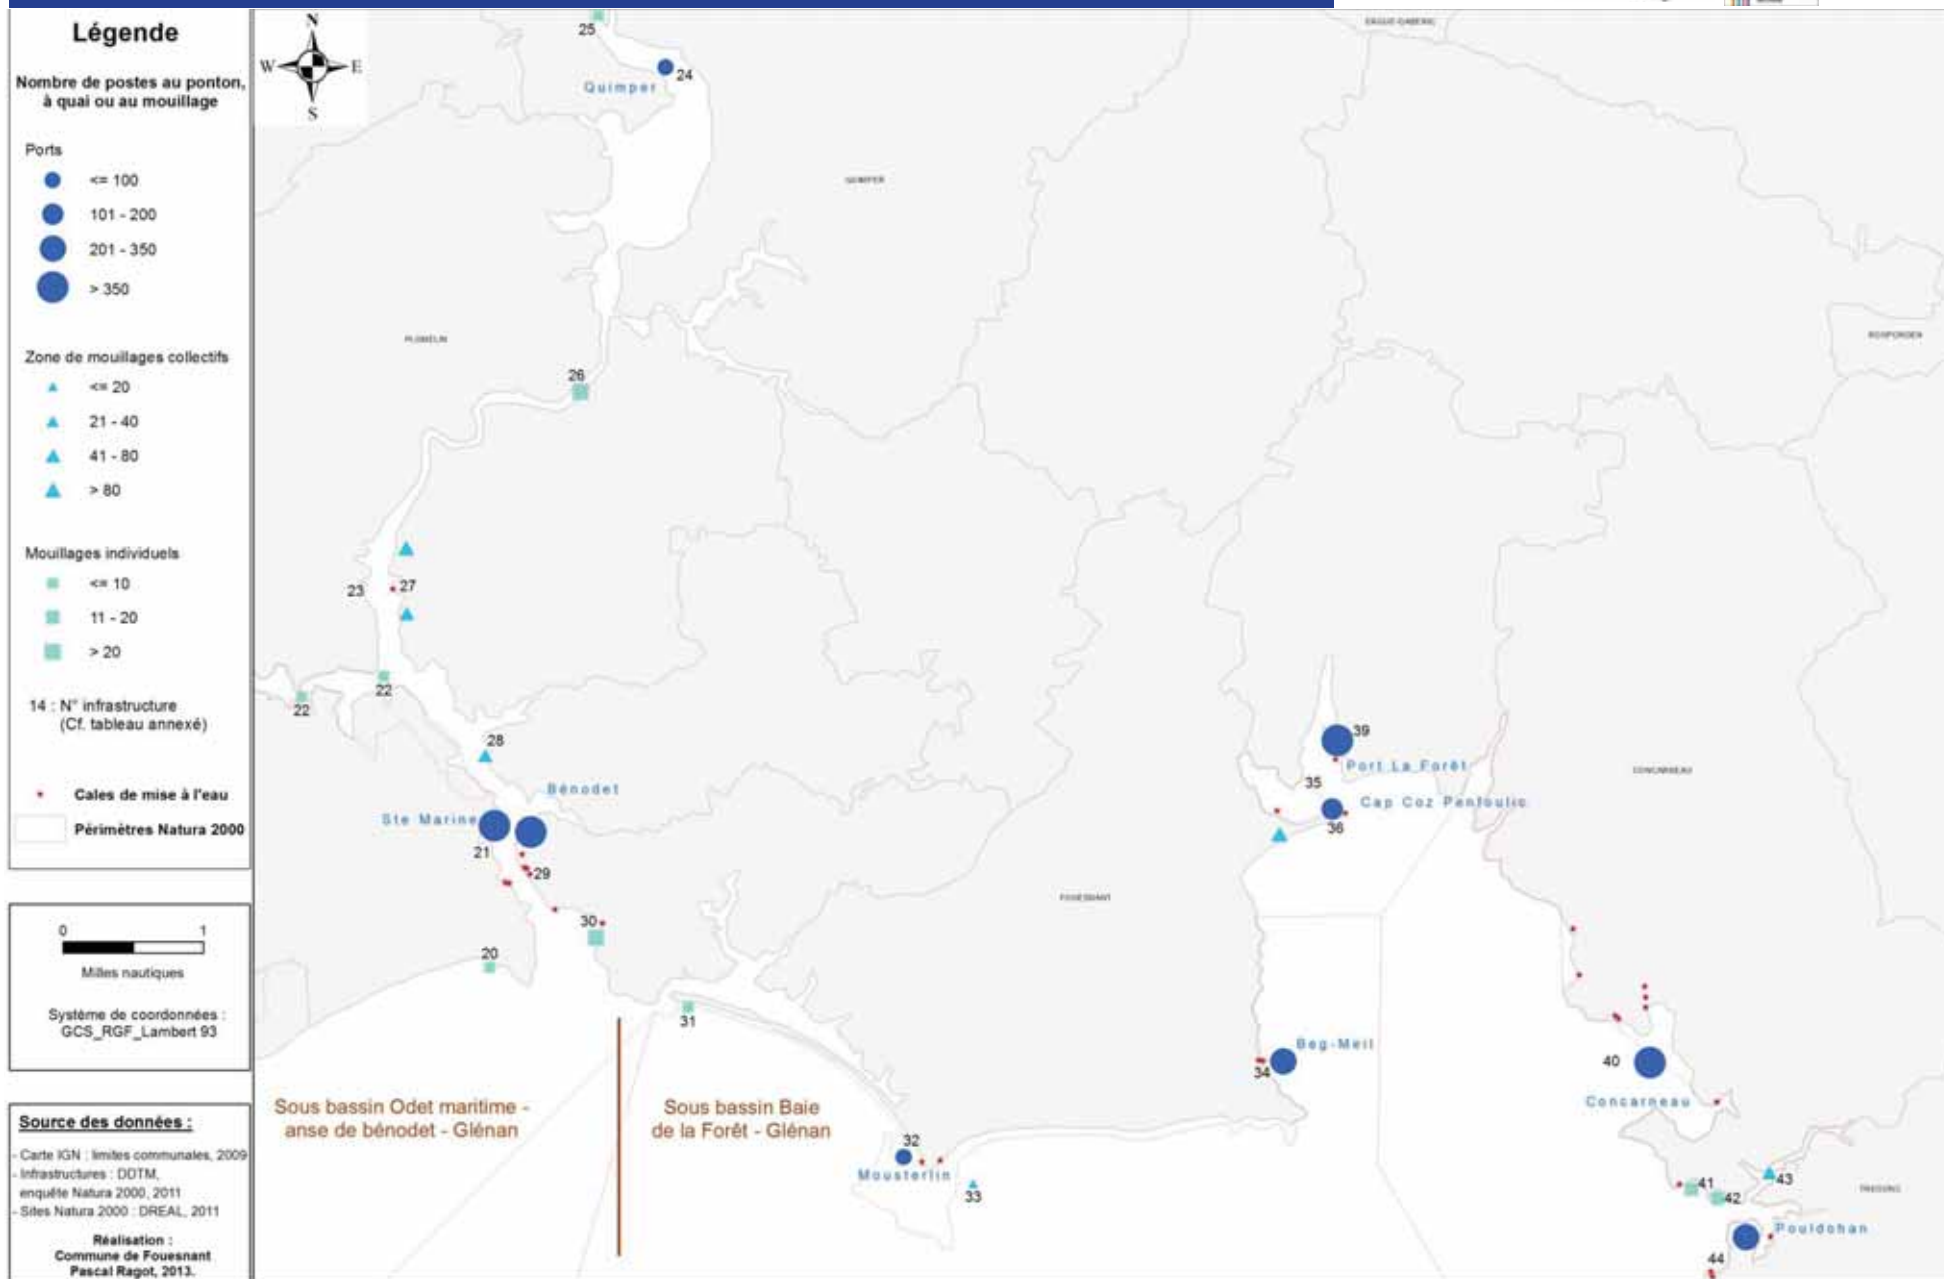 Légende
Nombre de postes au ponton,
à quai ou au mouillage
Ports
<= 100
101 - 200
201 - 350
> 350
Zone de mouillages collectifs
<= 20
21 - 40
41 - 80
> 80
Mouillages individuels
<= 10
11 - 20
> 20
14 : N° infrastructure
(Cf. tableau annexé)
Cales de mise à l'eau
Périmètres Natura 2000
0 1
Milles nautiques
Système de coordonnées :
GCS_RGF_Lambert 93
Source des données :
- Carte IGN : limites communales, 2009
- Infrastructures : DDTM,
enquête Natura 2000, 2011
- Sites Natura 2000 : DREAL, 2011
Réalisation :
Commune de Fouesnant
Pascal Ragot, 2013.
N
W E
S
25
24
Quimper
QUIMPER
PLOMELIN
ROSPORDEN
26
23
27
22
22
28
Bénodet
Ste Marine
21
29
30
20
31
39
Port La Forêt
35
Cap Coz Penfoulic
36
CONCARNEAU
FOUESNANT
Beg-Meil
34
40
Concarneau
Sous bassin Odet maritime -
anse de bénodet - Glénan
Sous bassin Baie
de la Forêt - Glénan
32
Mousterlin
33
41
42
43
TREGUNC
Pouldohan
44